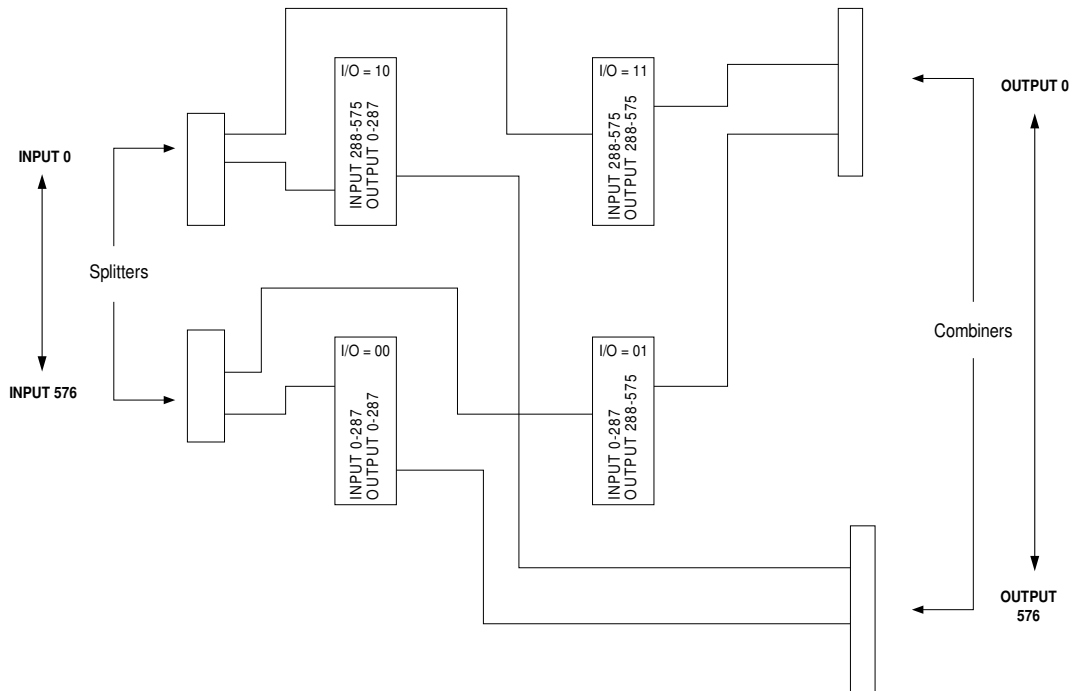 I/O = 10
INPUT 288-575
OUTPUT 0-287
I/O = 11
INPUT 288-575
OUTPUT 288-575
OUTPUT 0
INPUT 0
Splitters
Combiners
I/O = 00
INPUT 0-287
OUTPUT 0-287
I/O = 01
INPUT 0-287
OUTPUT 288-575
INPUT 576
OUTPUT
576